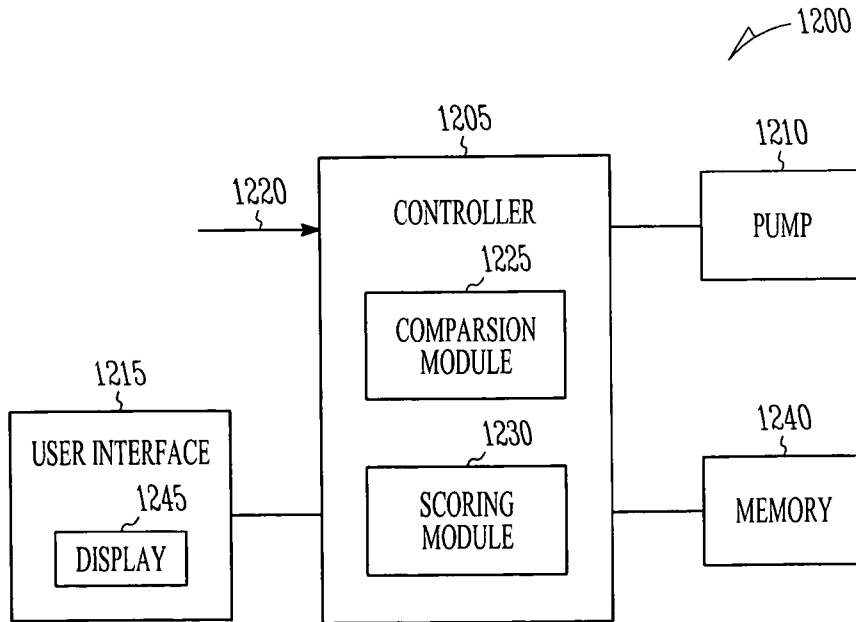 1200
1205
1210
1220
CONTROLLER
PUMP
1225
COMPARSION
MODULE
1215
1230
1240
USER INTERFACE
SCORING
MODULE
MEMORY
1245
DISPLAY